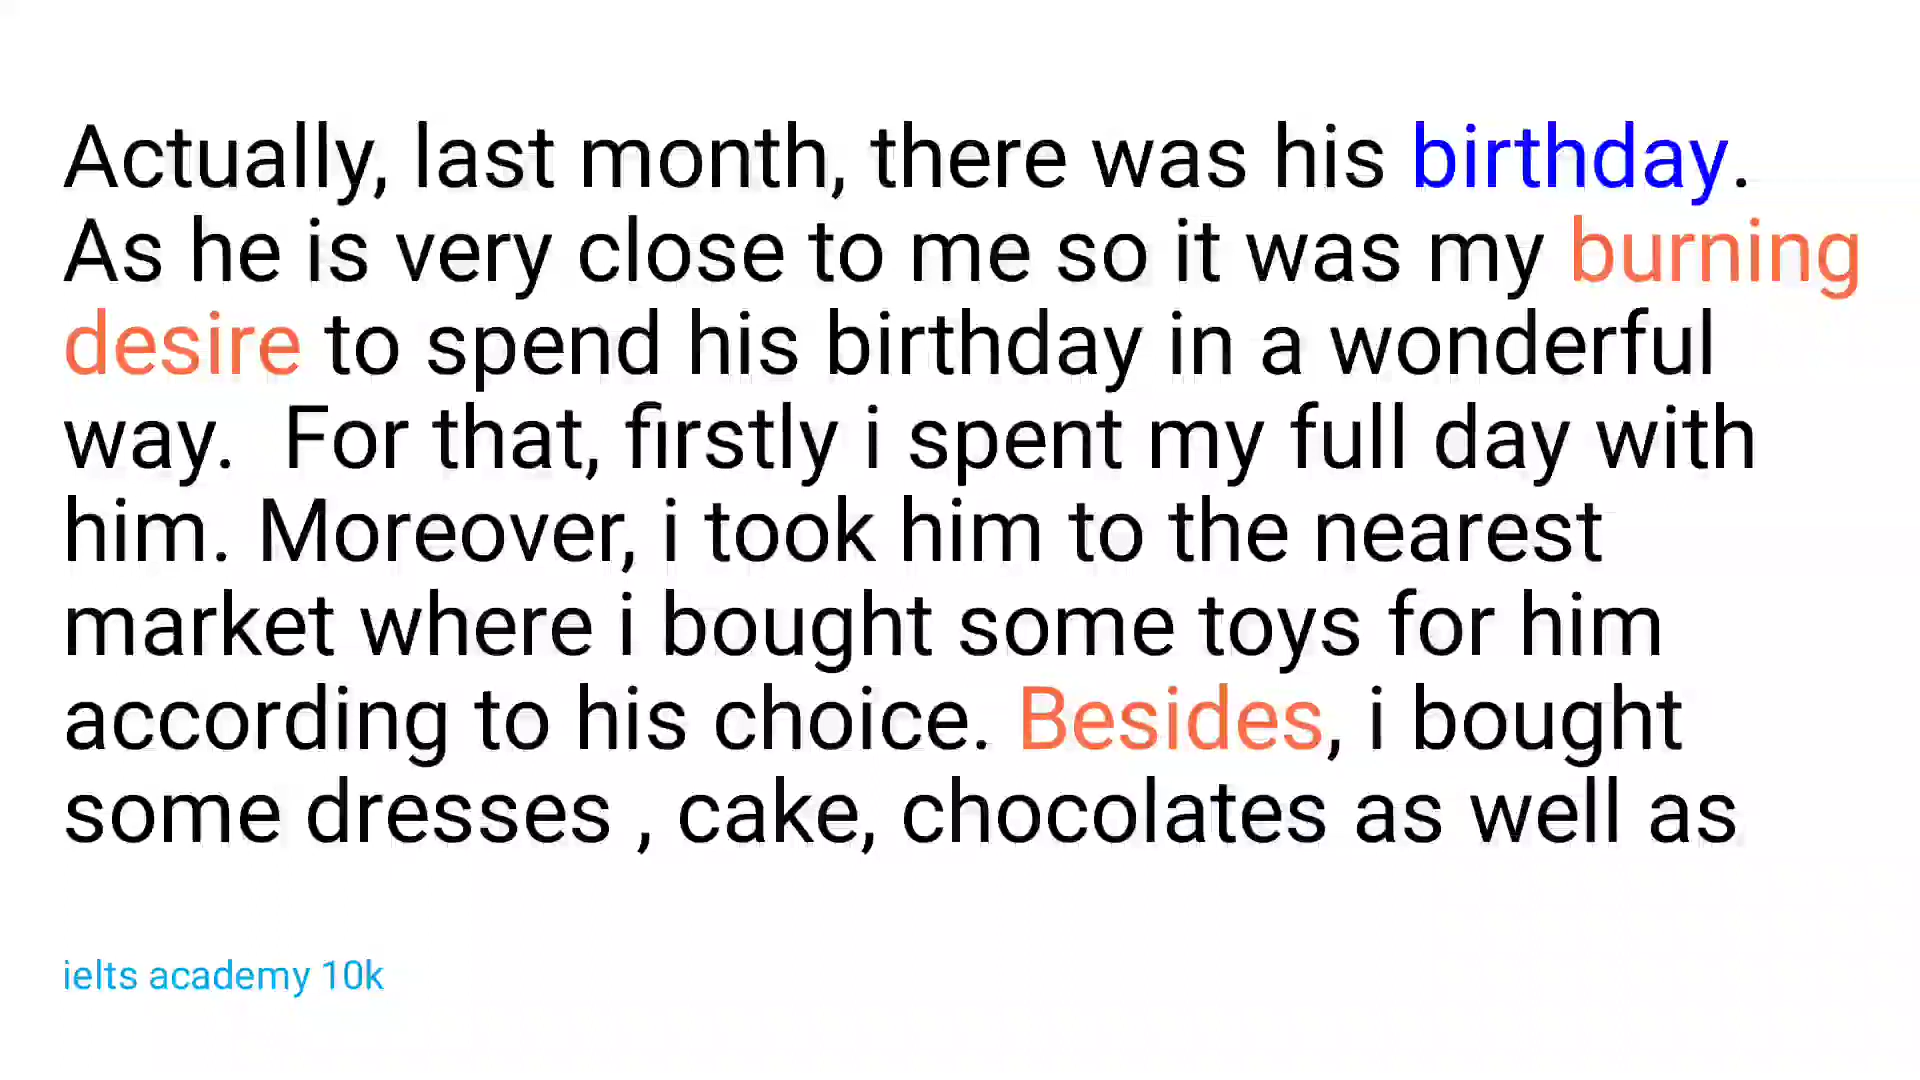 Actually, last month, there was his birthday.
As he is very close to me so it was my burning
desire to spend his birthday in a wonderful
way.  For that, firstly i spent my full day with
him. Moreover, i took him to the nearest
market where i bought some toys for him
according to his choice. Besides, i bought
some dresses , cake, chocolates as well as
ielts academy 10k